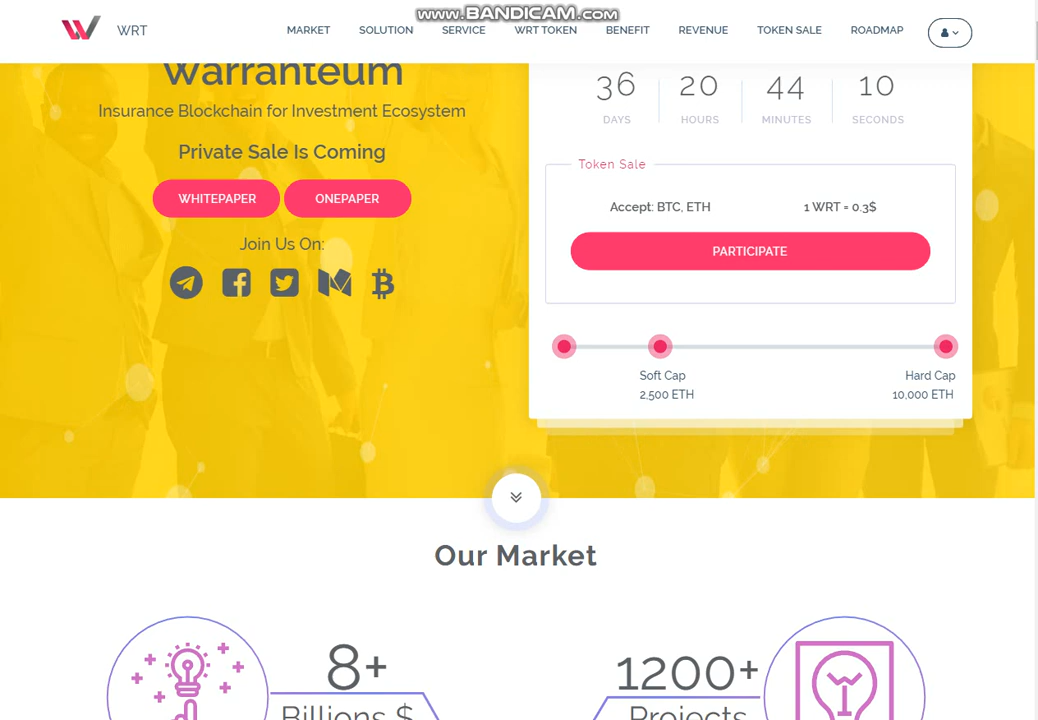 www.BANDICAM.com
WRT
MARKET SOLUTION SERVICE WRT TOKEN BENEFIT REVENUE TOKEN SALE ROADMAP
Warranteum
Insurance Blockchain for Investment Ecosystem
Private Sale Is Coming
WHITEPAPER ONEPAPER
Join Us On:
36 20 44 10
DAYS HOURS MINUTES SECONDS
Token Sale
Accept: BTC, ETH 1 WRT = 0.3$
PARTICIPATE
Soft Cap Hard Cap
2,500 ETH 10,000 ETH
Our Market
8+ 1200+
Billions $ Projects